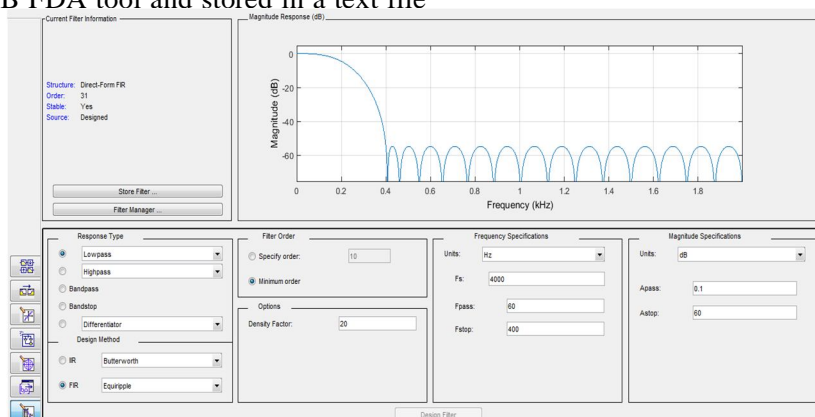 B FDA tool and stored in a text file
Current Filter Information
Structure: Direct-Form FIR
Order: 31
Stable: Yes
Source: Designed
Store Filter ...
Filter Manager ...
Magnitude Response (dB)
Magnitude (dB)
0
-20
-40
-60
0 0.2 0.4 0.6 0.8 1 1.2 1.4 1.6 1.8
Frequency (kHz)
Response Type
Lowpass
Highpass
Bandpass
Bandstop
Differentiator
Design Method
IIR Butterworth
FIR Equiripple
Filter Order
Specify order: 10
Minimum order
Options
Density Factor: 20
Frequency Specifications
Units: Hz
Fs: 4000
Fpass: 60
Fstop: 400
Magnitude Specifications
Units: dB
Apass: 0.1
Astop: 60
Design Filter